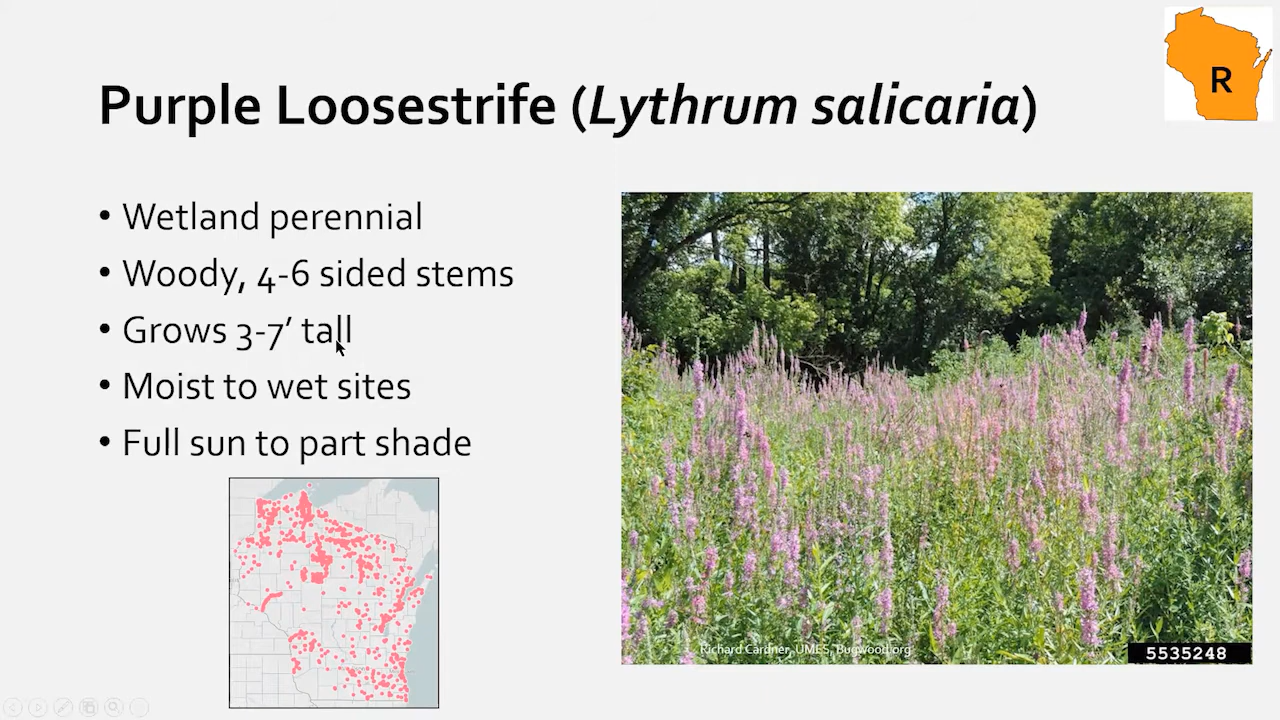 R
Purple Loosestrife (Lythrum salicaria)
• Wetland perennial
• Woody, 4-6 sided stems
• Grows 3-7’ tall
• Moist to wet sites
• Full sun to part shade
Richard Gardner, UMES, Bugwood.org
5535248